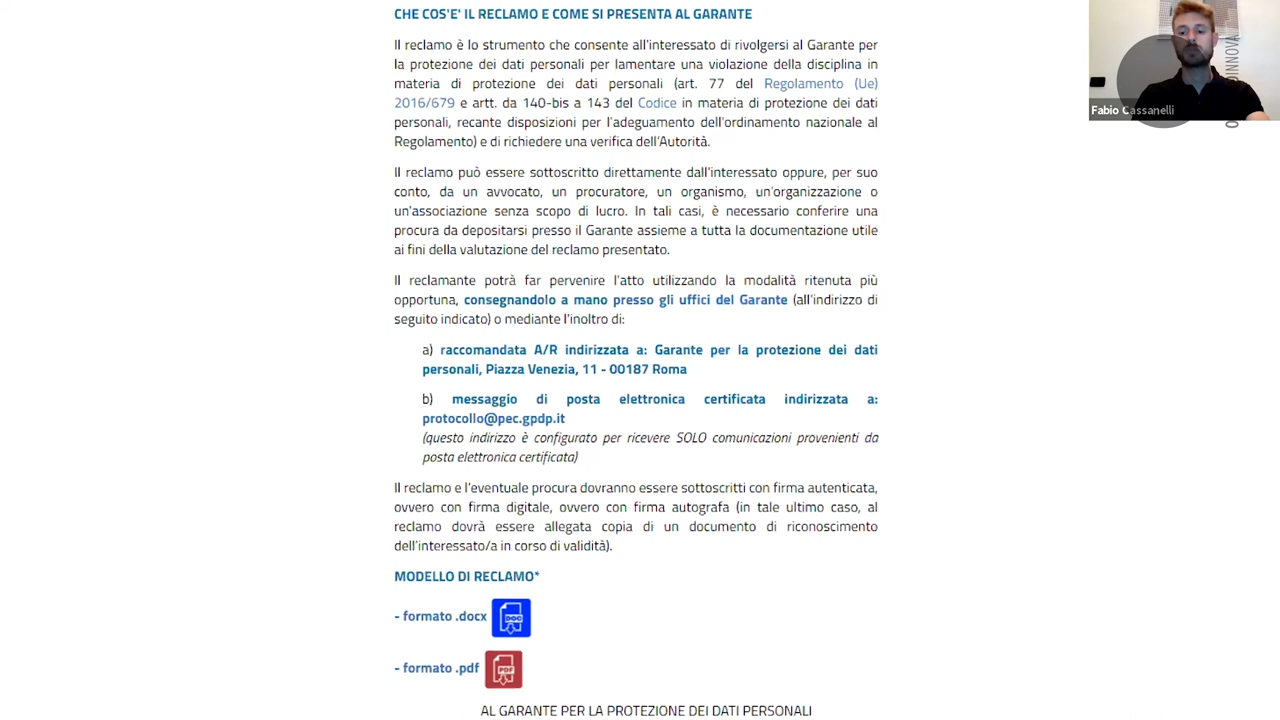 CHE COS'E' IL RECLAMO E COME SI PRESENTA AL GARANTE
Il reclamo è lo strumento che consente all'interessato di rivolgersi al Garante per
la protezione dei dati personali per lamentare una violazione della disciplina in
materia di protezione dei dati personali (art. 77 del Regolamento (Ue)
2016/679 e artt. da 140-bis a 143 del Codice in materia di protezione dei dati
personali, recante disposizioni per l'adeguamento dell'ordinamento nazionale al
Regolamento) e di richiedere una verifica dell'Autorità.
Il reclamo può essere sottoscritto direttamente dall'interessato oppure, per suo
conto, da un avvocato, un procuratore, un organismo, un'organizzazione o
un'associazione senza scopo di lucro. In tali casi, è necessario conferire una
procura da depositarsi presso il Garante assieme a tutta la documentazione utile
ai fini della valutazione del reclamo presentato.
Il reclamante potrà far pervenire l'atto utilizzando la modalità ritenuta più
opportuna, consegnandolo a mano presso gli uffici del Garante (all'indirizzo di
seguito indicato) o mediante l'inoltro di:
a) raccomandata A/R indirizzata a: Garante per la protezione dei dati
personali, Piazza Venezia, 11 - 00187 Roma
b) messaggio di posta elettronica certificata indirizzata a:
protocollo@pec.gpdp.it
(questo indirizzo è configurato per ricevere SOLO comunicazioni provenienti da
posta elettronica certificata)
Il reclamo e l'eventuale procura dovranno essere sottoscritti con firma autenticata,
ovvero con firma digitale, ovvero con firma autografa (in tale ultimo caso, al
reclamo dovrà essere allegata copia di un documento di riconoscimento
dell'interessato/a in corso di validità).
MODELLO DI RECLAMO*
- formato .docx
DOC
- formato .pdf
PDF
AL GARANTE PER LA PROTEZIONE DEI DATI PERSONALI
Fabio Cassanelli